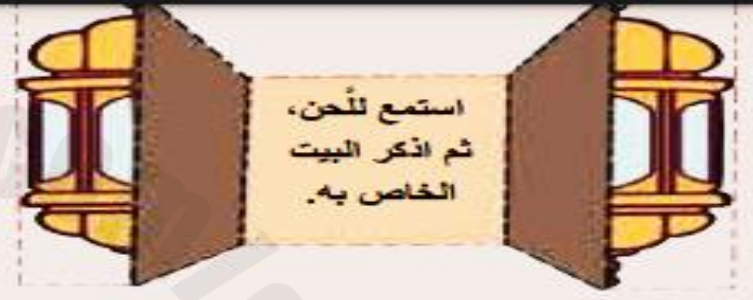 استمع للَّحن،
ثم اذكر البيت
الخاص به.